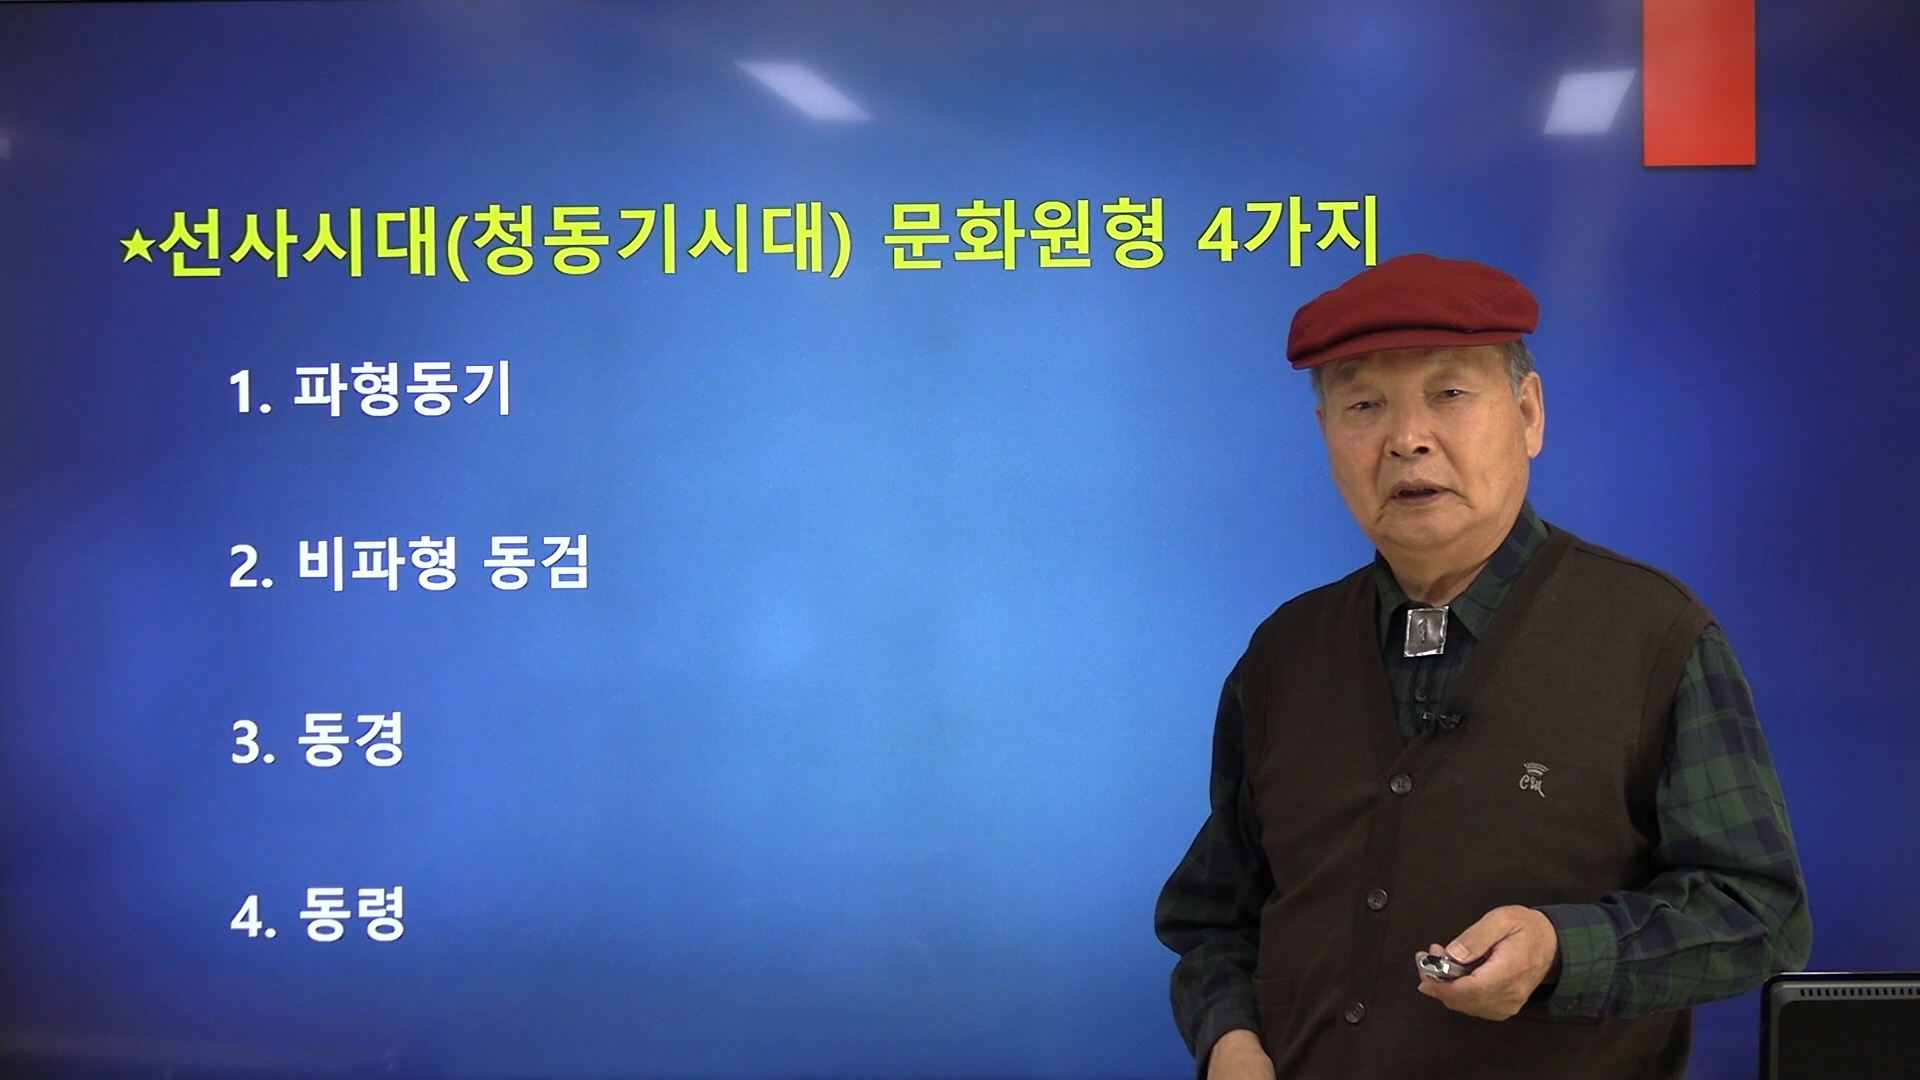 ★선사시대(청동기시대) 문화원형 4가지
1. 파형동기
2. 비파형 동검
3. 동경
4. 동령